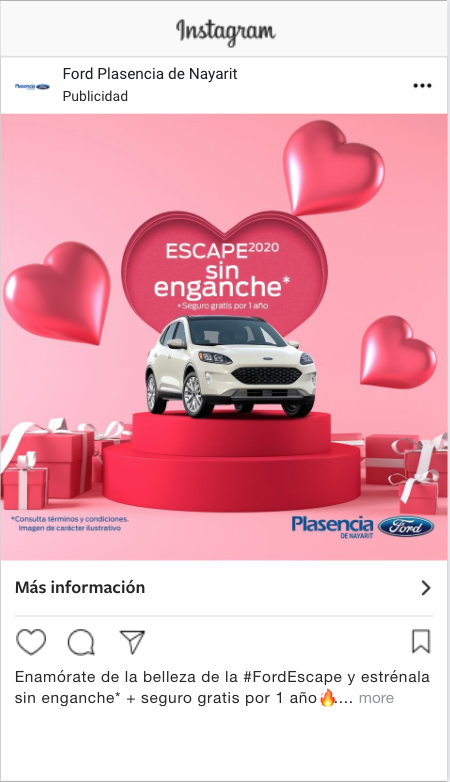 Instagram
Plasencia Ford
Ford Plasencia de Nayarit
Publicidad
ESCAPE2020
sin
enganche*
+Seguro gratis por 1 año
*Consulta términos y condiciones.
Imagen de carácter ilustrativo
Plasencia Ford
DE NAYARIT
Más información
Enamórate de la belleza de la #FordEscape y estrénala
sin enganche* + seguro gratis por 1 año🔥.... more